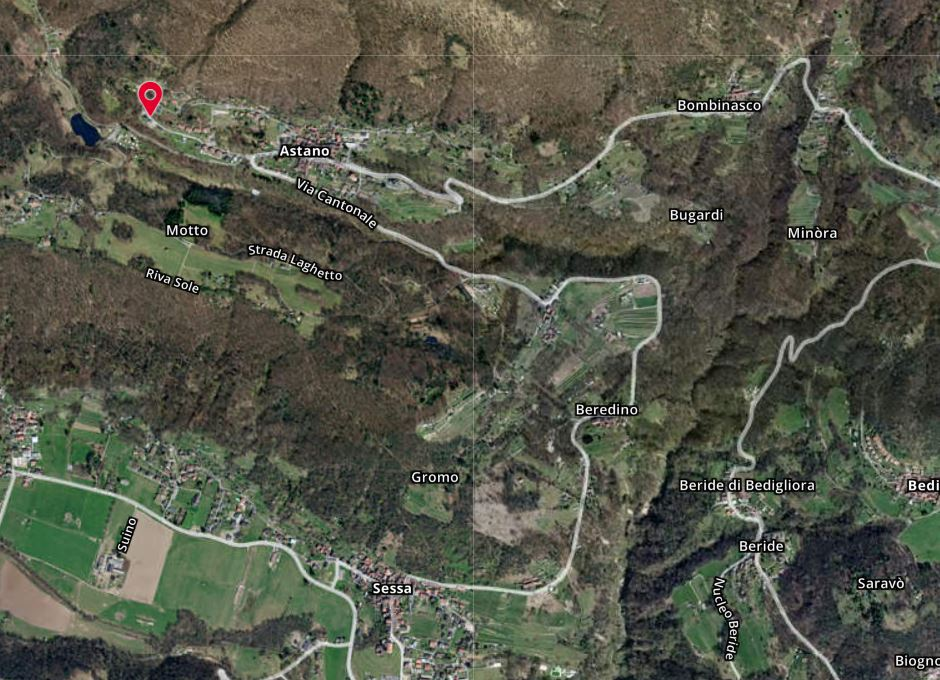 Bombinasco
Astano
Via Cantonale
Bugardi
Motto
Minòra
Strada Laghetto
Riva Sole
Beredino
Gromo
Beride di Bedigliora
Bedi
Suino
Beride
Sessa
Saravò
Nucleo Beride
Biogno